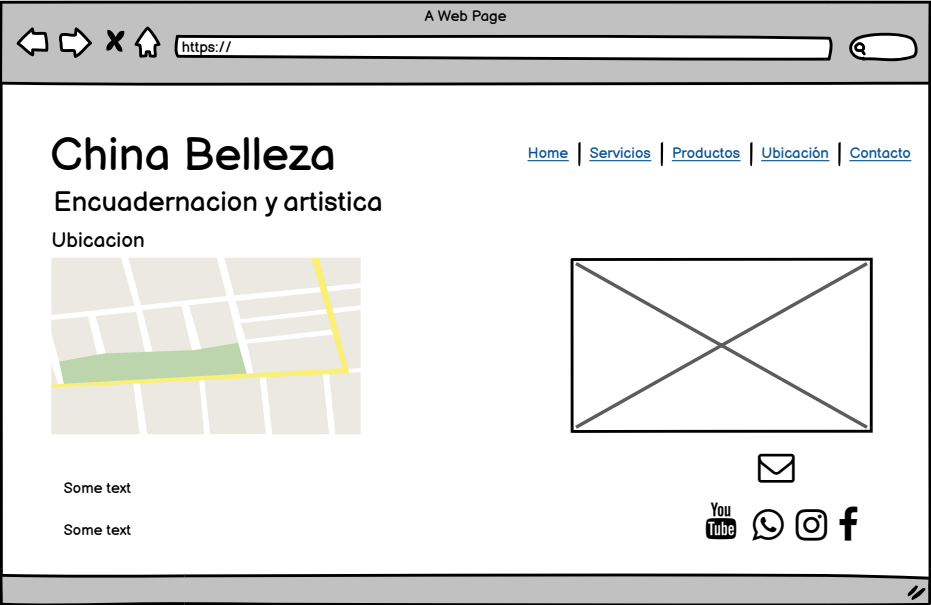 A Web Page
https://
China Belleza
Home | Servicios | Productos | Ubicación | Contacto
Encuadernacion y artistica
Ubicacion
Some text
You Tube
Some text